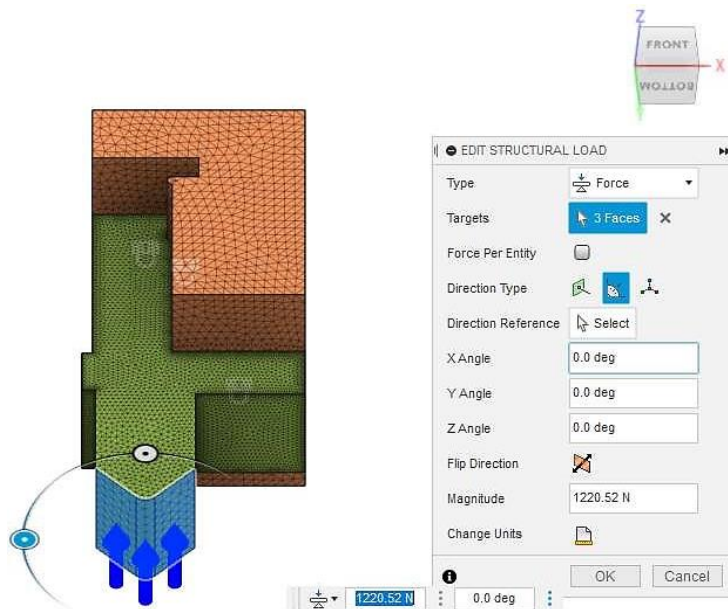 Z
FRONT
X
BOTTOM
EDIT STRUCTURAL LOAD
Type
Force
Targets
3 Faces
Force Per Entity
Direction Type
Direction Reference
Select
X Angle
0.0 deg
Y Angle
0.0 deg
Z Angle
0.0 deg
Flip Direction
Magnitude
1220.52 N
Change Units
OK
Cancel
1220.52 N
0.0 deg